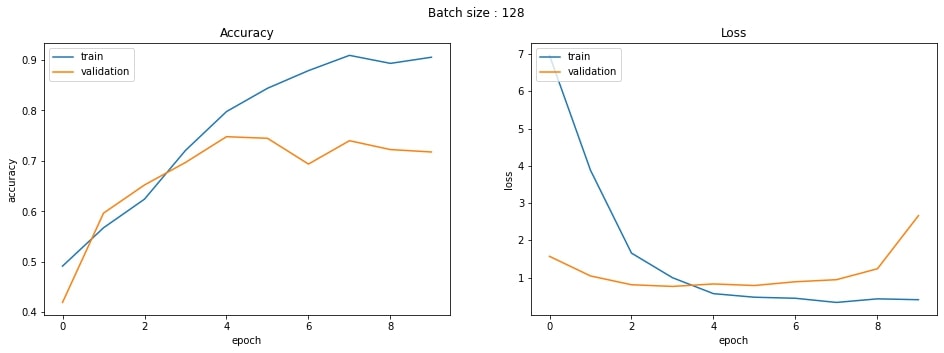 Batch size : 128
Accuracy
train
validation
0.9
0.8
0.7
0.6
0.5
0.4
accuracy
0
2
4
6
8
epoch
Loss
train
validation
7
6
5
4
3
2
1
loss
0
2
4
6
8
epoch